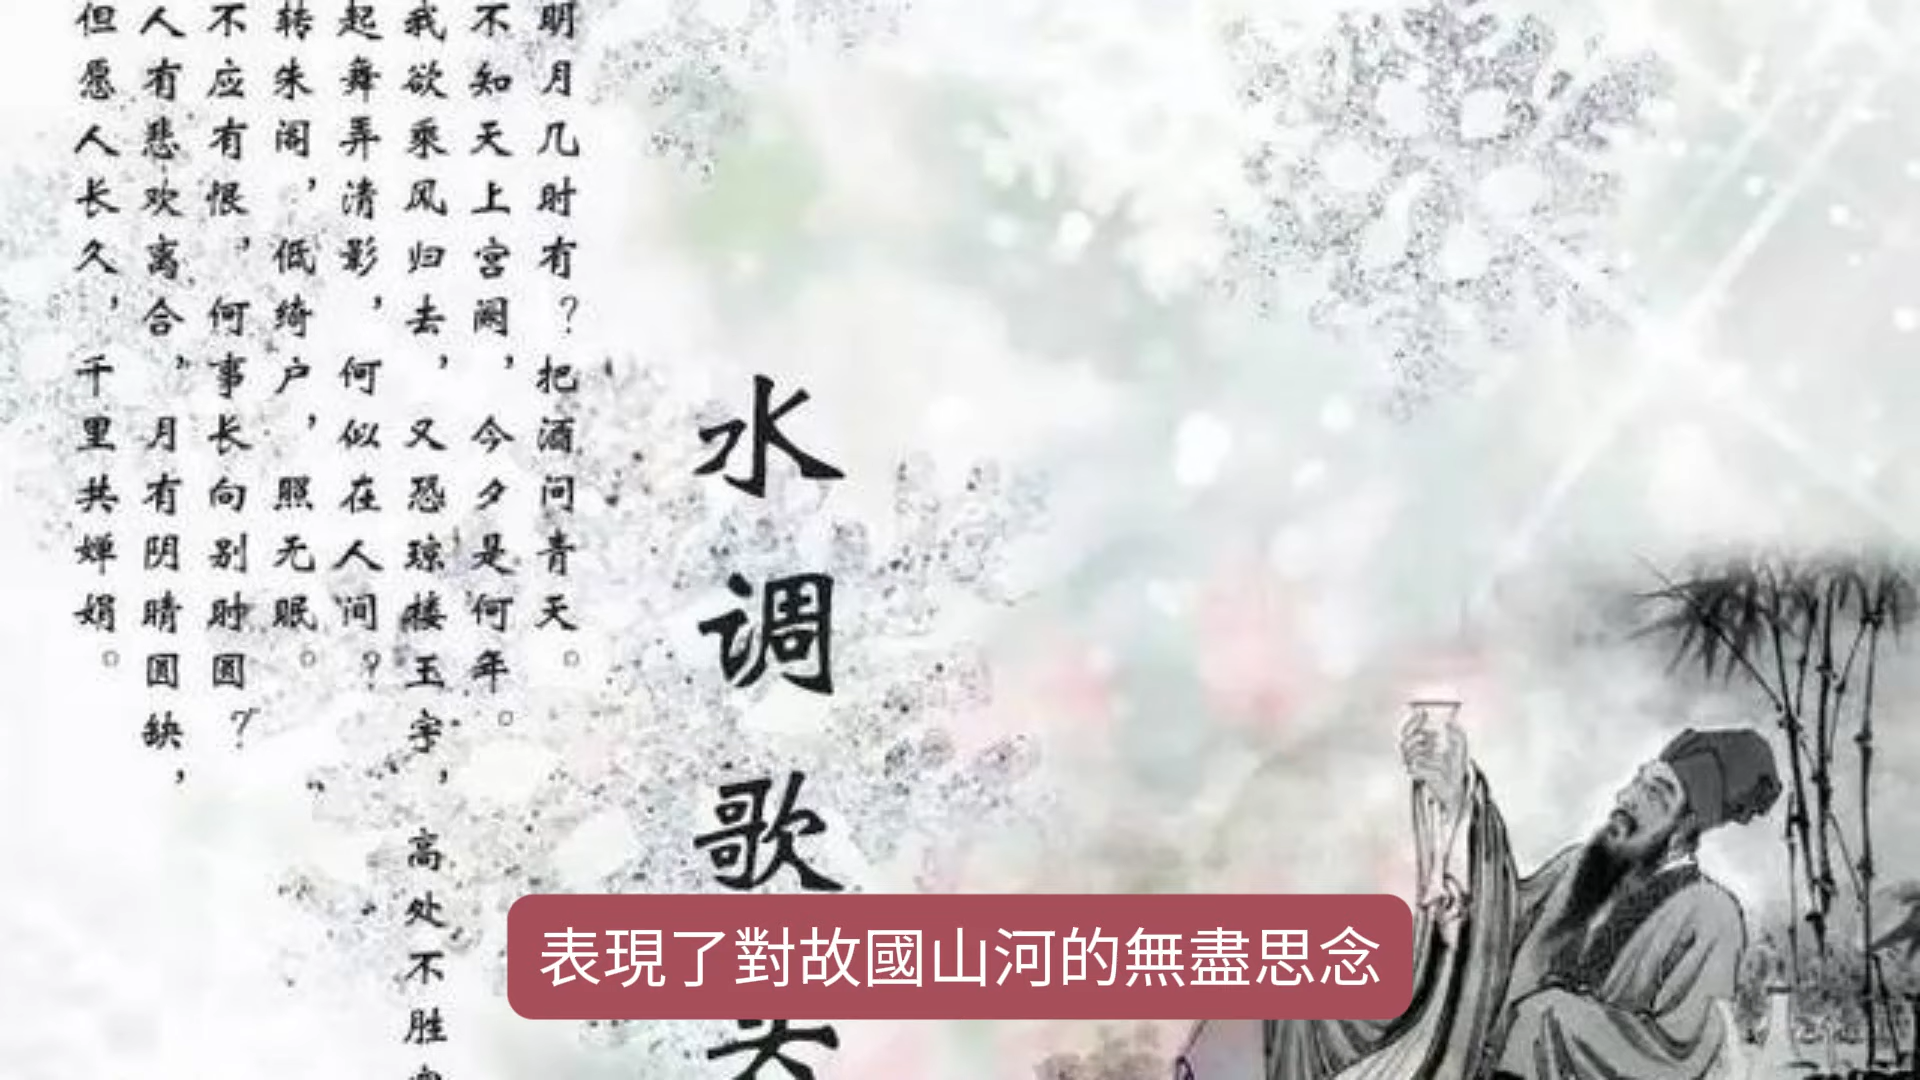 水调歌头
明月几时有？把酒问青天。
不知天上宫阙，今夕是何年。
我欲乘风归去，又恐琼楼玉宇，高处不胜
起舞弄清影，何似在人间？
转朱阁，低绮户，照无眠。
不应有恨，何事长向别时圆？
人有悲欢离合，月有阴晴圆缺，
但愿人长久，千里共婵娟。
表現了對故國山河的無盡思念